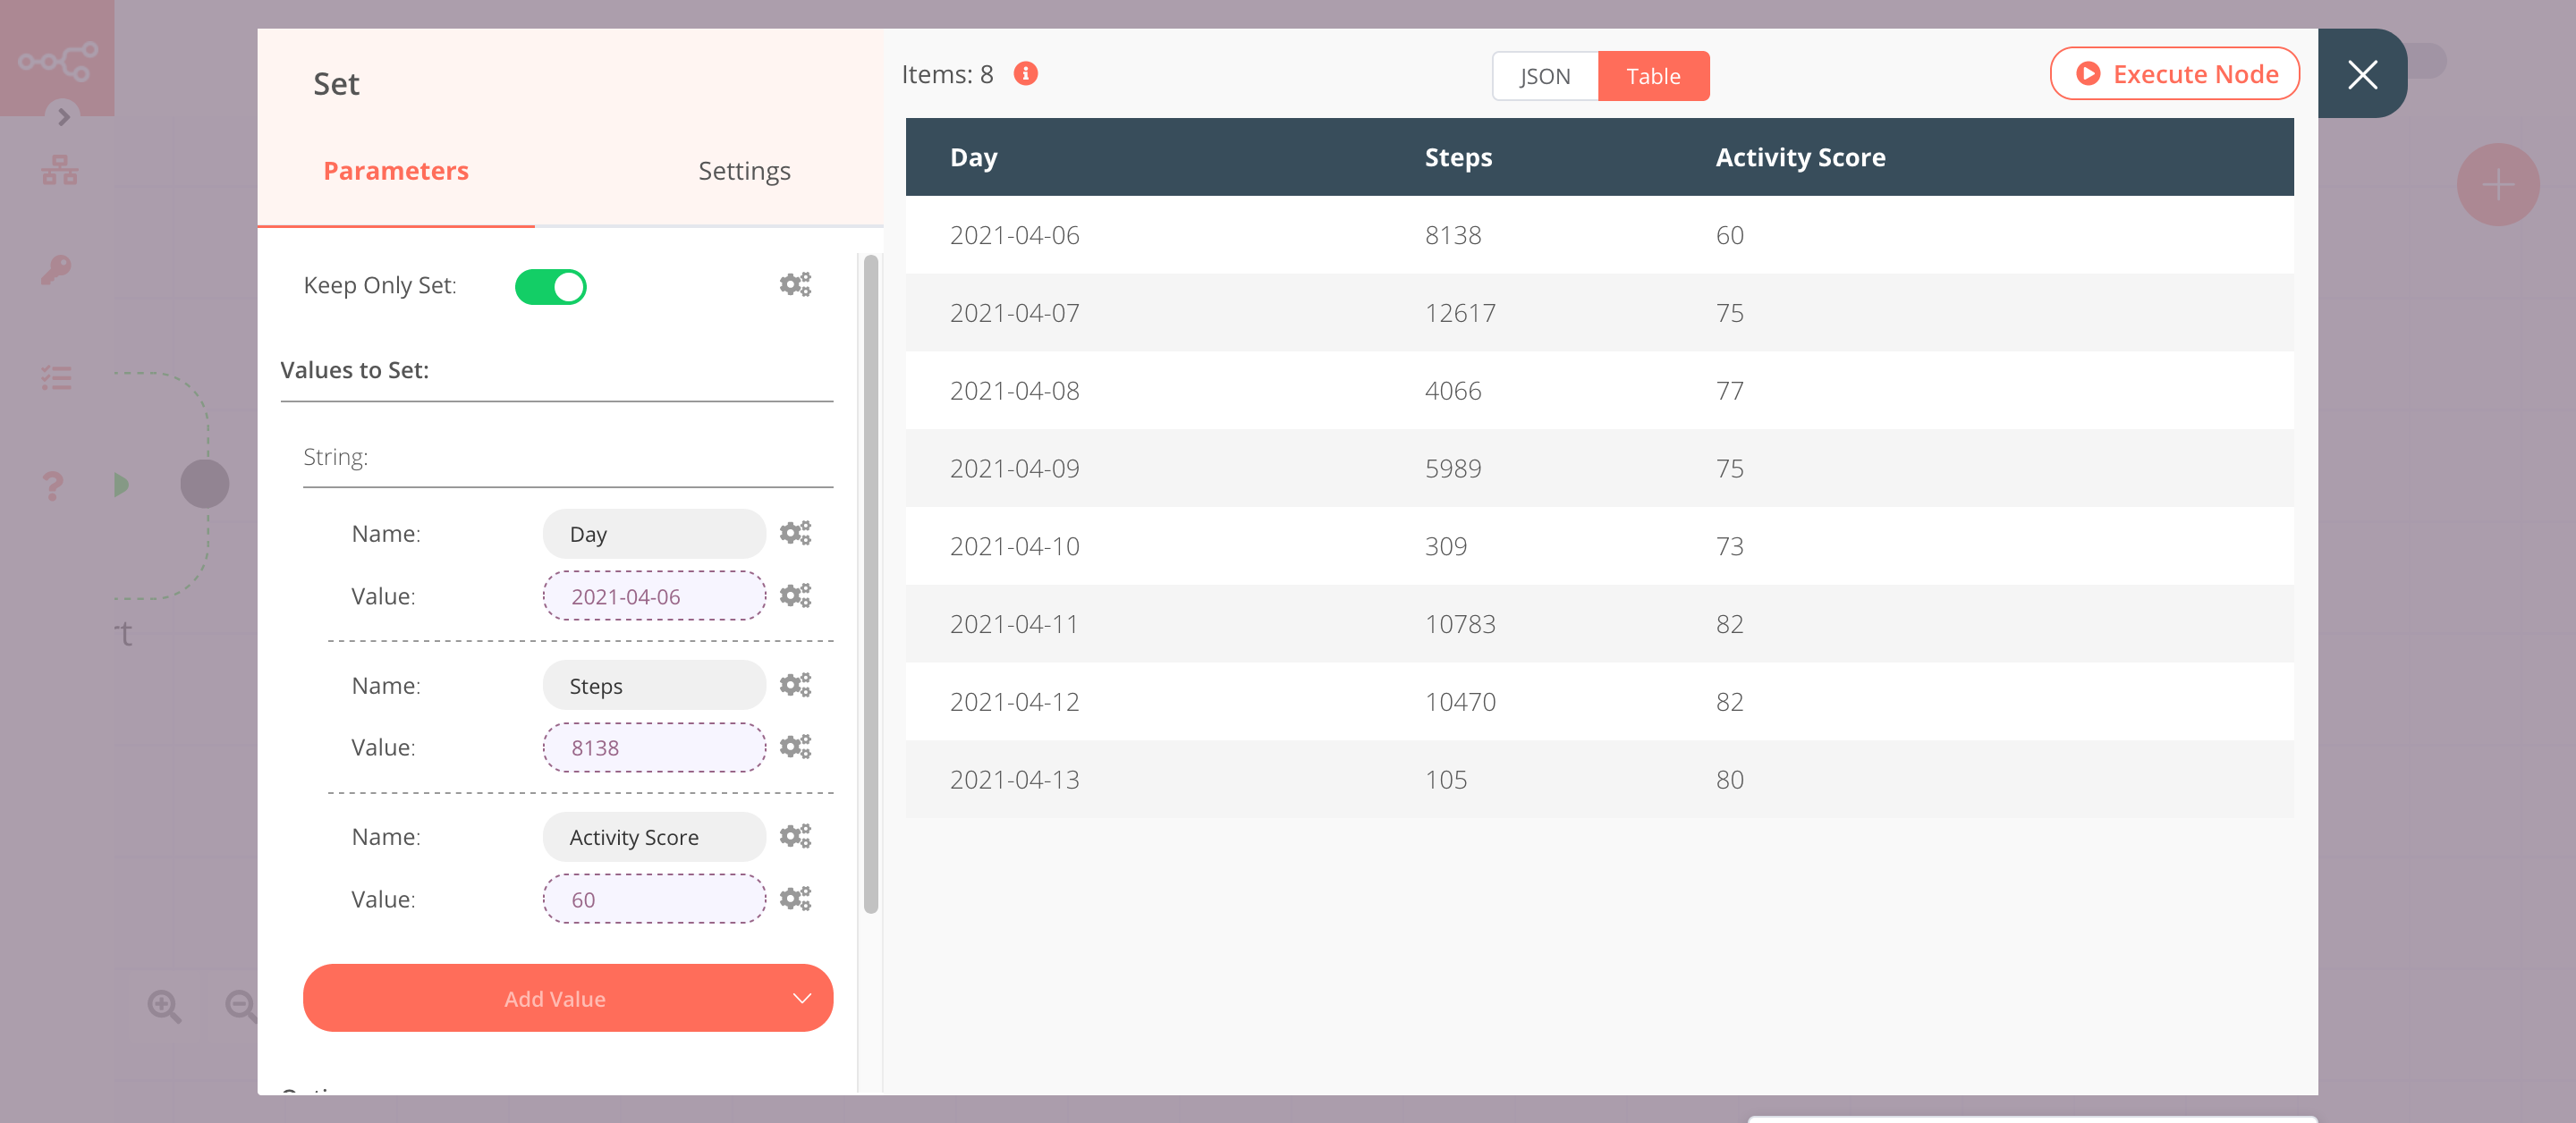 Set
Parameters Settings
Keep Only Set:
Values to Set:
String:
Name: Day
Value: 2021-04-06
Name: Steps
Value: 8138
Name: Activity Score
Value: 60
Add Value
Items: 8
JSON Table
Execute Node
Day Steps Activity Score
2021-04-06 8138 60
2021-04-07 12617 75
2021-04-08 4066 77
2021-04-09 5989 75
2021-04-10 309 73
2021-04-11 10783 82
2021-04-12 10470 82
2021-04-13 105 80